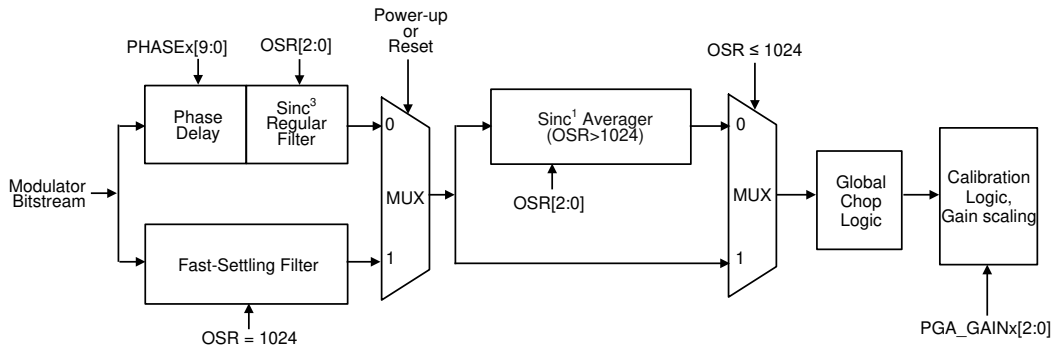 Power-up
or
Reset
PHASEx[9:0]
OSR[2:0]
OSR ≤ 1024
Phase
Delay
Sinc³
Regular
Filter
0
Sinc¹ Averager
(OSR>1024)
0
Modulator
Bitstream
MUX
OSR[2:0]
MUX
Global
Chop
Logic
Calibration
Logic,
Gain scaling
Fast-Settling Filter
1
1
OSR = 1024
PGA_GAINx[2:0]